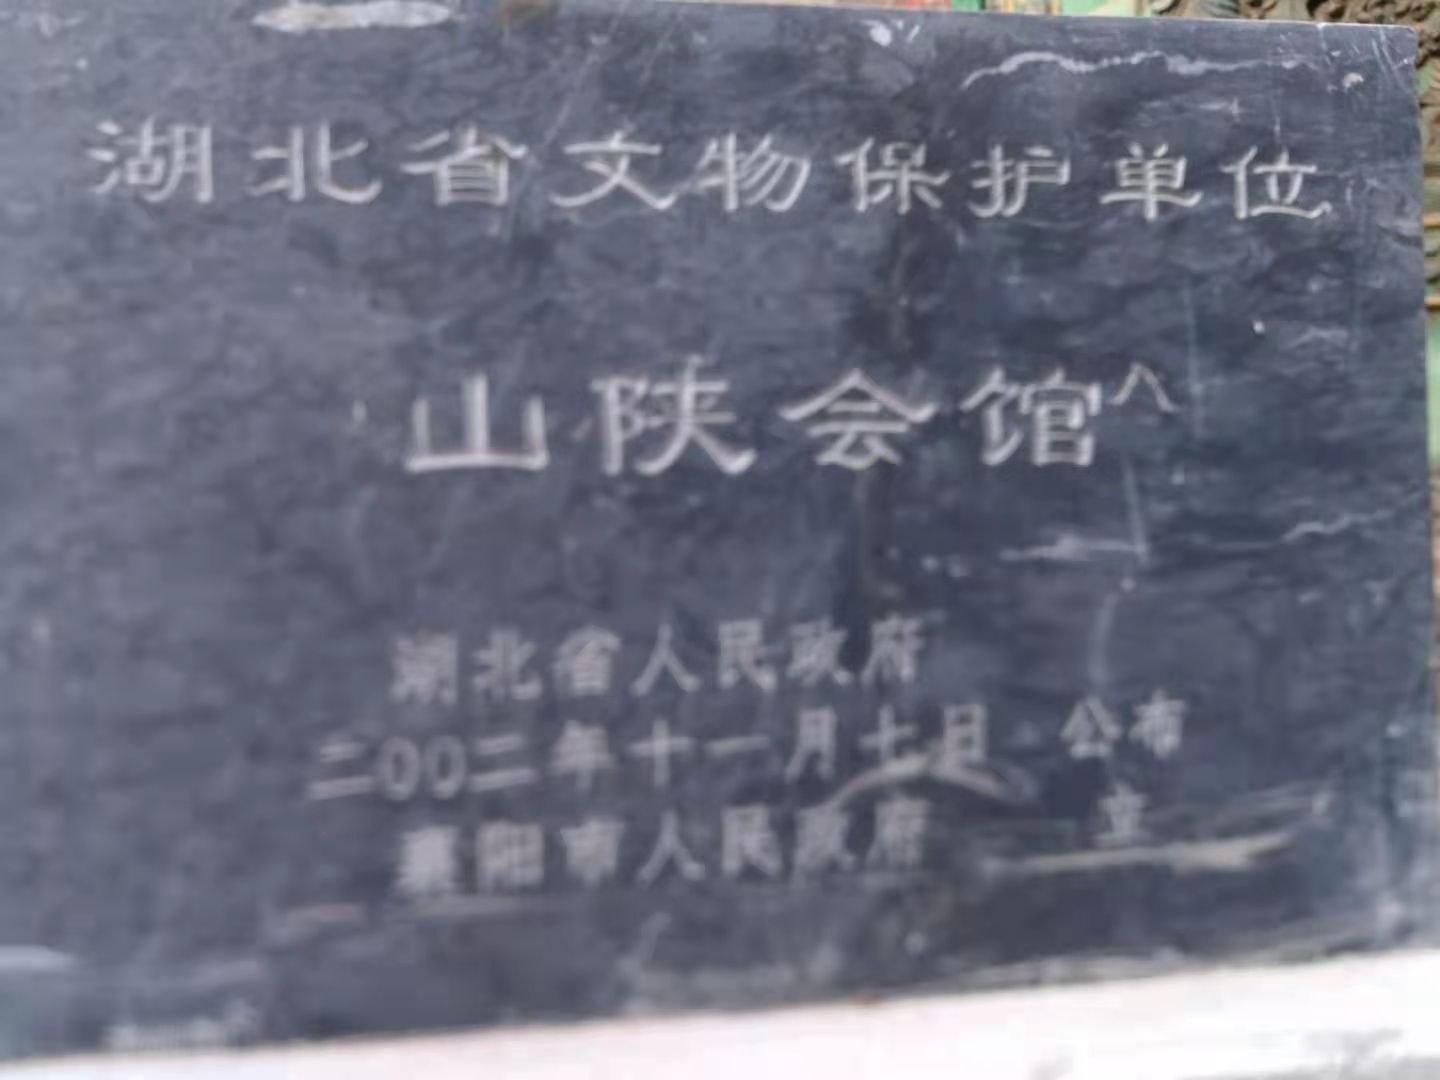 湖北省文物保护单位
山陕会馆
湖北省人民政府
二00二年十一月七日 公布
襄阳市人民政府 立